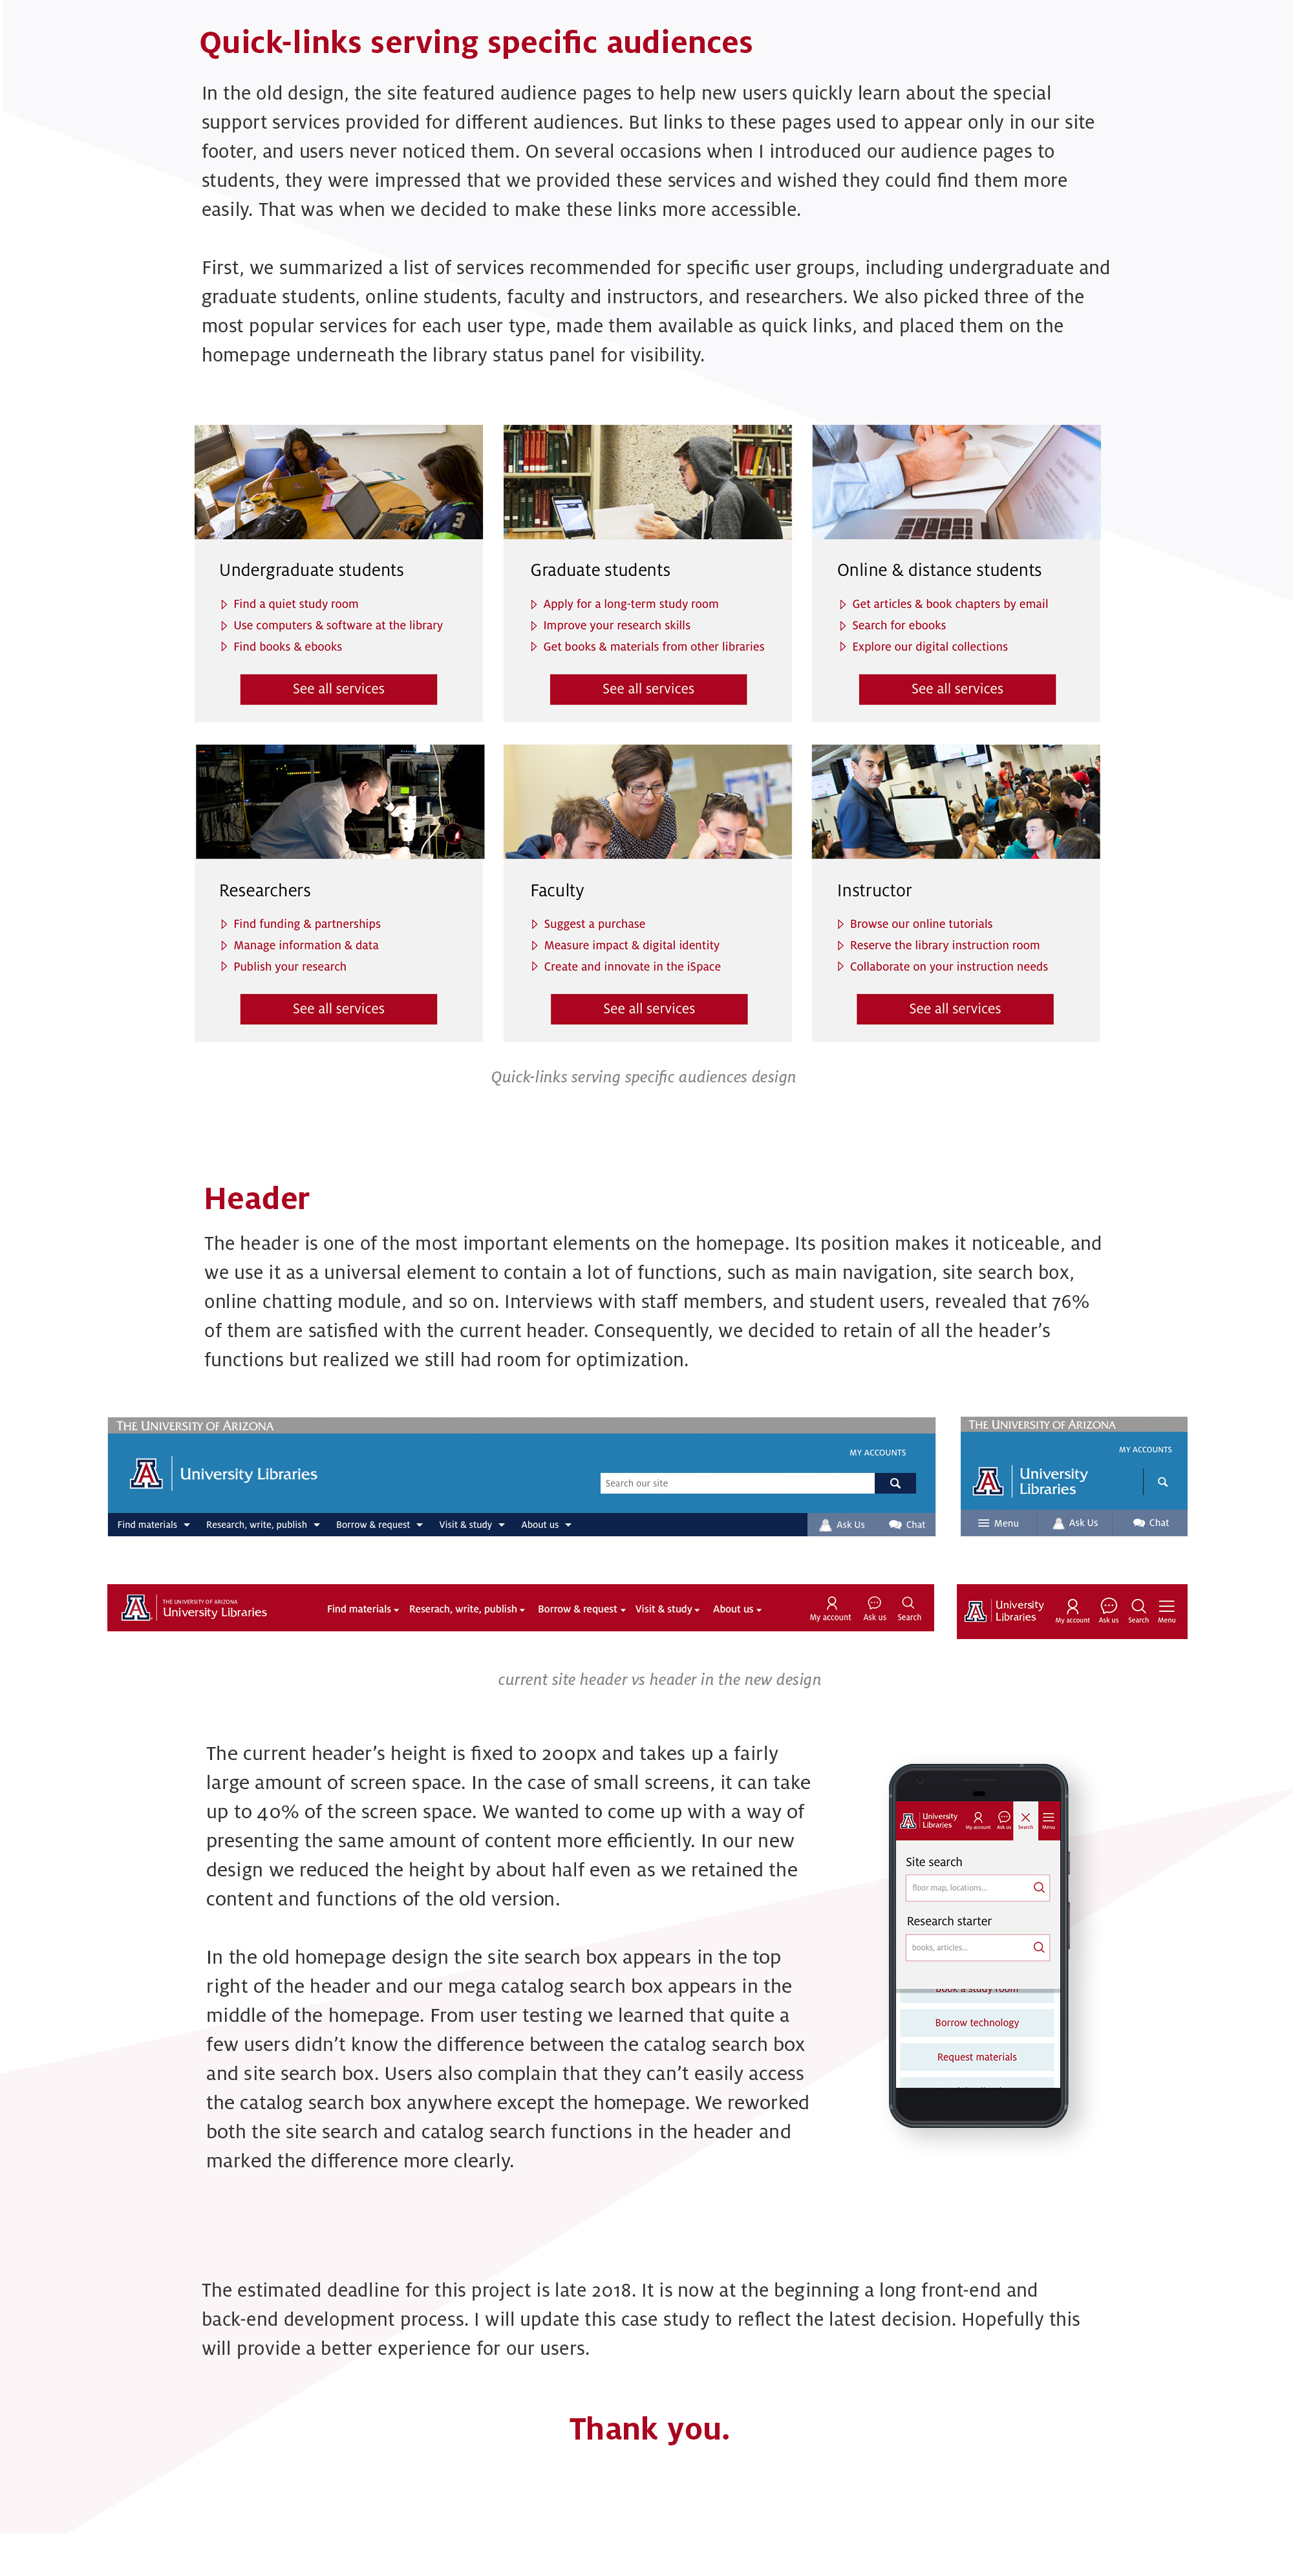 Quick-links serving specific audiences
In the old design, the site featured audience pages to help new users quickly learn about the special
support services provided for different audiences. But links to these pages used to appear only in our site
footer, and users never noticed them. On several occasions when I introduced our audience pages to
students, they were impressed that we provided these services and wished they could find them more
easily. That was when we decided to make these links more accessible.
First, we summarized a list of services recommended for specific user groups, including undergraduate and
graduate students, online students, faculty and instructors, and researchers. We also picked three of the
most popular services for each user type, made them available as quick links, and placed them on the
homepage underneath the library status panel for visibility.
3
Undergraduate students
Find a quiet study room
Use computers & software at the library
Find books & ebooks
See all services
Graduate students
Apply for a long-term study room
Improve your research skills
Get books & materials from other libraries
See all services
Online & distance students
Get articles & book chapters by email
Search for ebooks
Explore our digital collections
See all services
Researchers
Find funding & partnerships
Manage information & data
Publish your research
See all services
Faculty
Suggest a purchase
Measure impact & digital identity
Create and innovate in the iSpace
See all services
Instructor
Browse our online tutorials
Reserve the library instruction room
Collaborate on your instruction needs
See all services
Quick-links serving specific audiences design
Header
The header is one of the most important elements on the homepage. Its position makes it noticeable, and
we use it as a universal element to contain a lot of functions, such as main navigation, site search box,
online chatting module, and so on. Interviews with staff members, and student users, revealed that 76%
of them are satisfied with the current header. Consequently, we decided to retain of all the header's
functions but realized we still had room for optimization.
THE UNIVERSITY OF ARIZONA
MY ACCOUNTS
A University Libraries
Search our site
Find materials Research, write, publish Borrow & request Visit & study About us Ask Us Chat
THE UNIVERSITY OF ARIZONA
MY ACCOUNTS
A University
Libraries
Menu Ask Us Chat
THE UNIVERSITY OF ARIZONA
A University Libraries
Find materials Reserach, write, publish Borrow & request Visit & study About us
My account Ask us Search
A University
Libraries
My account Ask us Search Menu
current site header vs header in the new design
The current header's height is fixed to 200px and takes up a fairly
large amount of screen space. In the case of small screens, it can take
up to 40% of the screen space. We wanted to come up with a way of
presenting the same amount of content more efficiently. In our new
design we reduced the height by about half even as we retained the
content and functions of the old version.
In the old homepage design the site search box appears in the top
right of the header and our mega catalog search box appears in the
middle of the homepage. From user testing we learned that quite a
few users didn't know the difference between the catalog search box
and site search box. Users also complain that they can't easily access
the catalog search box anywhere except the homepage. We reworked
both the site search and catalog search functions in the header and
marked the difference more clearly.
A University
Libraries
My account Ask us Search Menu
Site search
floor map, locations...
Research starter
books, articles...
Book a study room
Borrow technology
Request materials
The estimated deadline for this project is late 2018. It is now at the beginning a long front-end and
back-end development process. I will update this case study to reflect the latest decision. Hopefully this
will provide a better experience for our users.
Thank you.